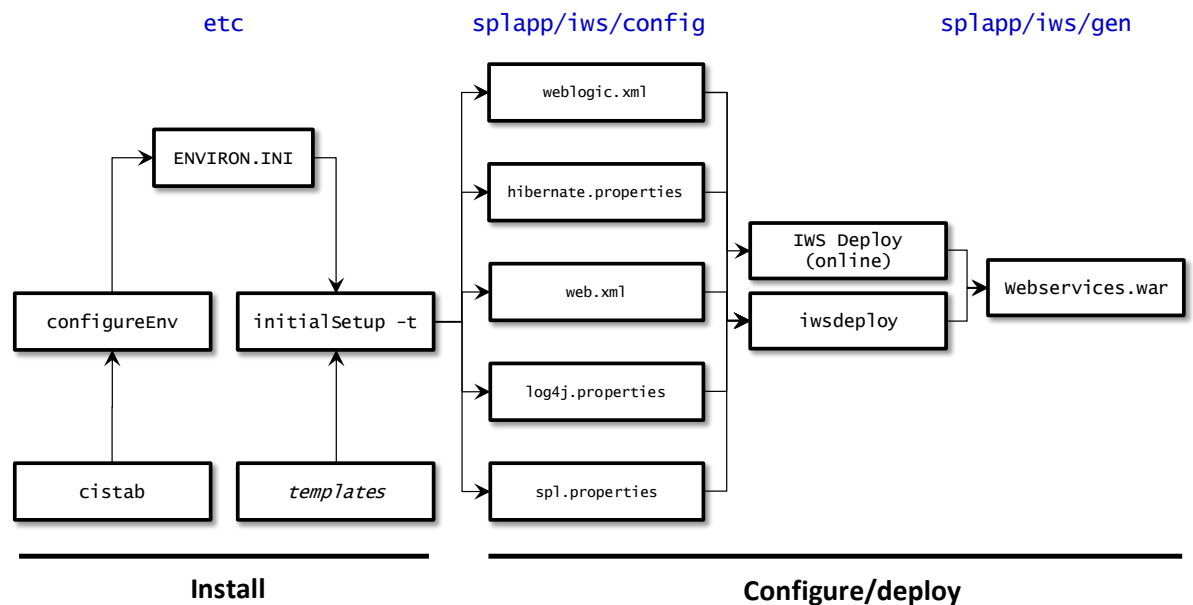 etc
splapp/iws/config
splapp/iws/gen
weblogic.xml
ENVIRON.INI
hibernate.properties
IWS Deploy
(online)
configureEnv
initialSetup -t
web.xml
iwsdeploy
Webservices.war
log4j.properties
cistab
templates
spl.properties
Install
Configure/deploy